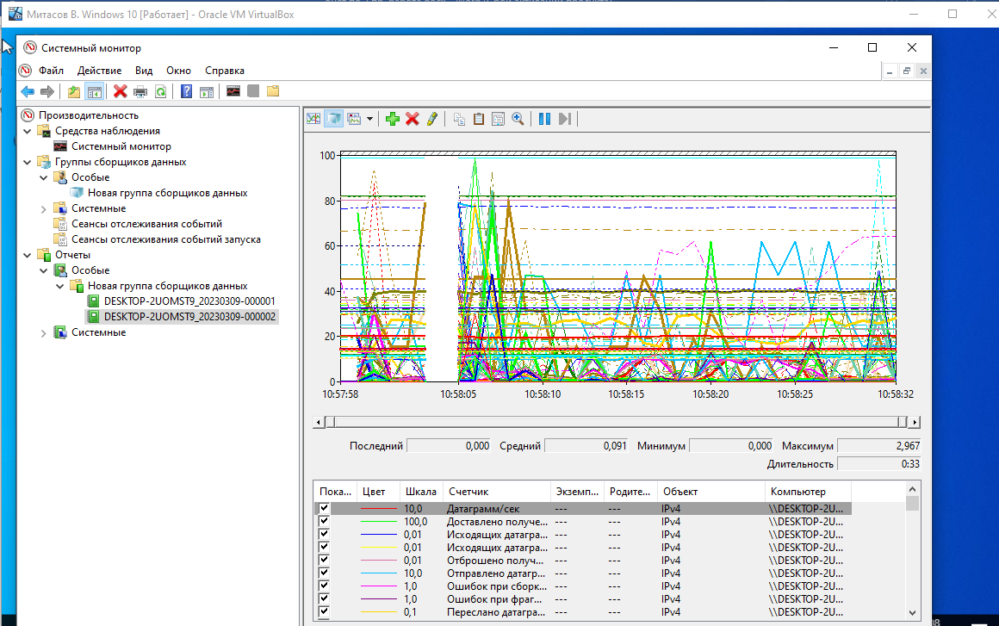 Митасов В. Windows 10 [Работает] - Oracle VM VirtualBox
Системный монитор
Файл Действие Вид Окно Справка
Производительность
Средства наблюдения
Системный монитор
Группы сборщиков данных
Особые
Новая группа сборщиков данных
Системные
Сеансы отслеживания событий
Сеансы отслеживания событий запуска
Отчеты
Особые
Новая группа сборщиков данных
DESKTOP-2UOMST9_20230309-000001
DESKTOP-2UOMST9_20230309-000002
Системные
100
80
60
40
20
0
10:57:58 10:58:05 10:58:10 10:58:15 10:58:20 10:58:25 10:58:32
Последний 0,000 Средний 0,091 Минимум 0,000 Максимум 2,967
Длительность 0:33
Пока... Цвет Шкала Счетчик Экземп... Родите... Объект Компьютер
10,0 Датаграмм/сек --- --- IPv4 \\DESKTOP-2U...
100,0 Доставлено получе... --- --- IPv4 \\DESKTOP-2U...
0,01 Исходящих датагра... --- --- IPv4 \\DESKTOP-2U...
0,01 Исходящих датагра... --- --- IPv4 \\DESKTOP-2U...
0,01 Отброшено получ... --- --- IPv4 \\DESKTOP-2U...
10,0 Отправлено датагр... --- --- IPv4 \\DESKTOP-2U...
1,0 Ошибок при сборк... --- --- IPv4 \\DESKTOP-2U...
1,0 Ошибок при фраг... --- --- IPv4 \\DESKTOP-2U...
0,1 Переслано датагра... --- --- IPv4 \\DESKTOP-2U...